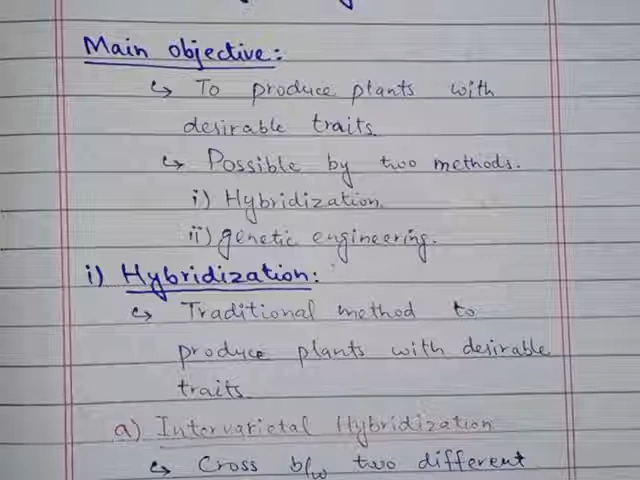 Main objective:
↳ To produce plants with
desirable traits.
↳ Possible by two methods.
i) Hybridization.
ii) genetic engineering.
i) Hybridization:
↳ Traditional method to
produce plants with desirable
traits.
a) Intervarietal Hybridization
↳ Cross b/w two different